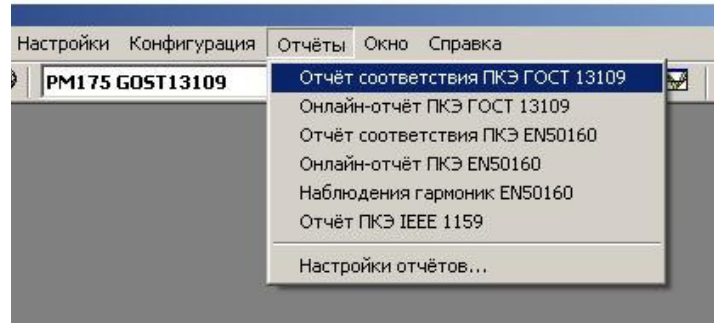 Настройки Конфигурация Отчёты Окно Справка
PM175 GOST13109
Отчёт соответствия ПКЭ ГОСТ 13109
Онлайн-отчёт ПКЭ ГОСТ 13109
Отчёт соответствия ПКЭ EN50160
Онлайн-отчёт ПКЭ EN50160
Наблюдения гармоник EN50160
Отчёт ПКЭ IEEE 1159
Настройки отчётов...